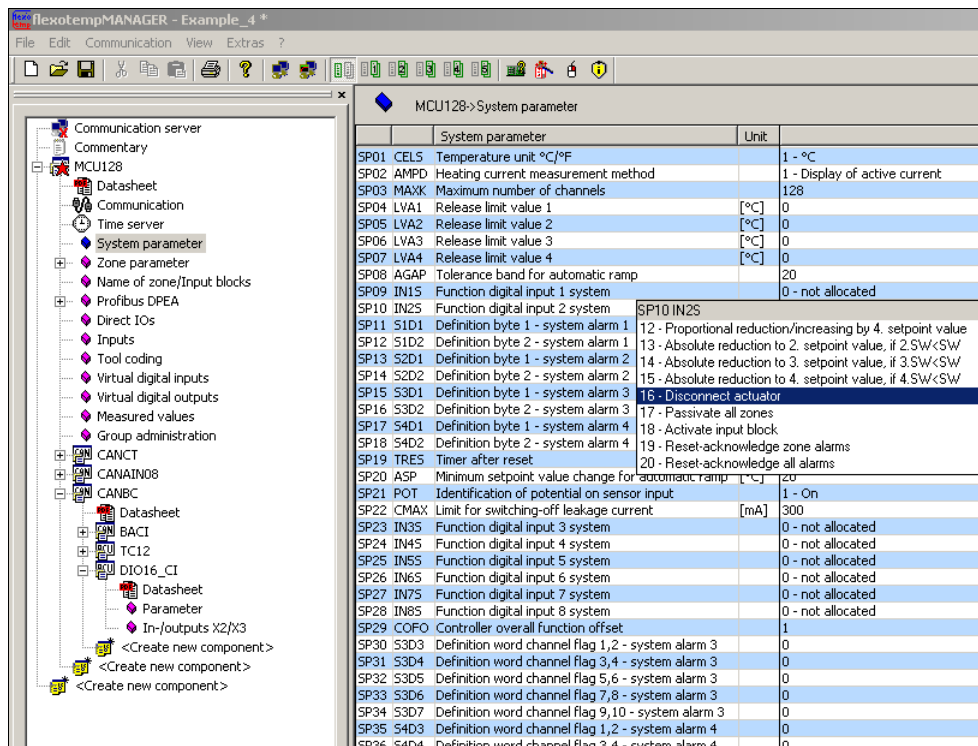 flexotempMANAGER - Example_4 *
File Edit Communication View Extras ?
MCU128->System parameter
Communication server
Commentary
MCU128
Datasheet
Communication
Time server
System parameter
Zone parameter
Name of zone/Input blocks
Profibus DPEA
Direct IOs
Inputs
Tool coding
Virtual digital inputs
Virtual digital outputs
Measured values
Group administration
CANCT
CANAIN08
CANBC
Datasheet
BACI
TC12
DIO16_CI
Datasheet
Parameter
In-/outputs X2/X3
<Create new component>
<Create new component>
<Create new component>
System parameter Unit
SP01 CELS Temperature unit °C/°F 1 - °C
SP02 AMPD Heating current measurement method 1 - Display of active current
SP03 MAXK Maximum number of channels 128
SP04 LVA1 Release limit value 1 [°C] 0
SP05 LVA2 Release limit value 2 [°C] 0
SP06 LVA3 Release limit value 3 [°C] 0
SP07 LVA4 Release limit value 4 [°C] 0
SP08 AGAP Tolerance band for automatic ramp 20
SP09 IN1S Function digital input 1 system 0 - not allocated
SP10 IN2S Function digital input 2 system
SP11 S1D1 Definition byte 1 - system alarm 1
SP12 S1D2 Definition byte 2 - system alarm 1
SP13 S2D1 Definition byte 1 - system alarm 2
SP14 S2D2 Definition byte 2 - system alarm 2
SP15 S3D1 Definition byte 1 - system alarm 3
SP16 S3D2 Definition byte 2 - system alarm 3
SP17 S4D1 Definition byte 1 - system alarm 4
SP18 S4D2 Definition byte 2 - system alarm 4
SP19 TRES Timer after reset
SP20 ASP Minimum setpoint value change for automatic ramp [°C] 20
SP21 POT Identification of potential on sensor input 1 - On
SP22 CMAX Limit for switching-off leakage current [mA] 300
SP23 IN3S Function digital input 3 system 0 - not allocated
SP24 IN4S Function digital input 4 system 0 - not allocated
SP25 IN5S Function digital input 5 system 0 - not allocated
SP26 IN6S Function digital input 6 system 0 - not allocated
SP27 IN7S Function digital input 7 system 0 - not allocated
SP28 IN8S Function digital input 8 system 0 - not allocated
SP29 COFO Controller overall function offset 1
SP30 S3D3 Definition word channel flag 1,2 - system alarm 3 0
SP31 S3D4 Definition word channel flag 3,4 - system alarm 3 0
SP32 S3D5 Definition word channel flag 5,6 - system alarm 3 0
SP33 S3D6 Definition word channel flag 7,8 - system alarm 3 0
SP34 S3D7 Definition word channel flag 9,10 - system alarm 3 0
SP35 S4D3 Definition word channel flag 1,2 - system alarm 4 0
SP36 S4D4 Definition word channel flag 3,4 - system alarm 4 0
SP10 IN2S
12 - Proportional reduction/increasing by 4. setpoint value
13 - Absolute reduction to 2. setpoint value, if 2.SW<SW
14 - Absolute reduction to 3. setpoint value, if 3.SW<SW
15 - Absolute reduction to 4. setpoint value, if 4.SW<SW
16 - Disconnect actuator
17 - Passivate all zones
18 - Activate input block
19 - Reset-acknowledge zone alarms
20 - Reset-acknowledge all alarms